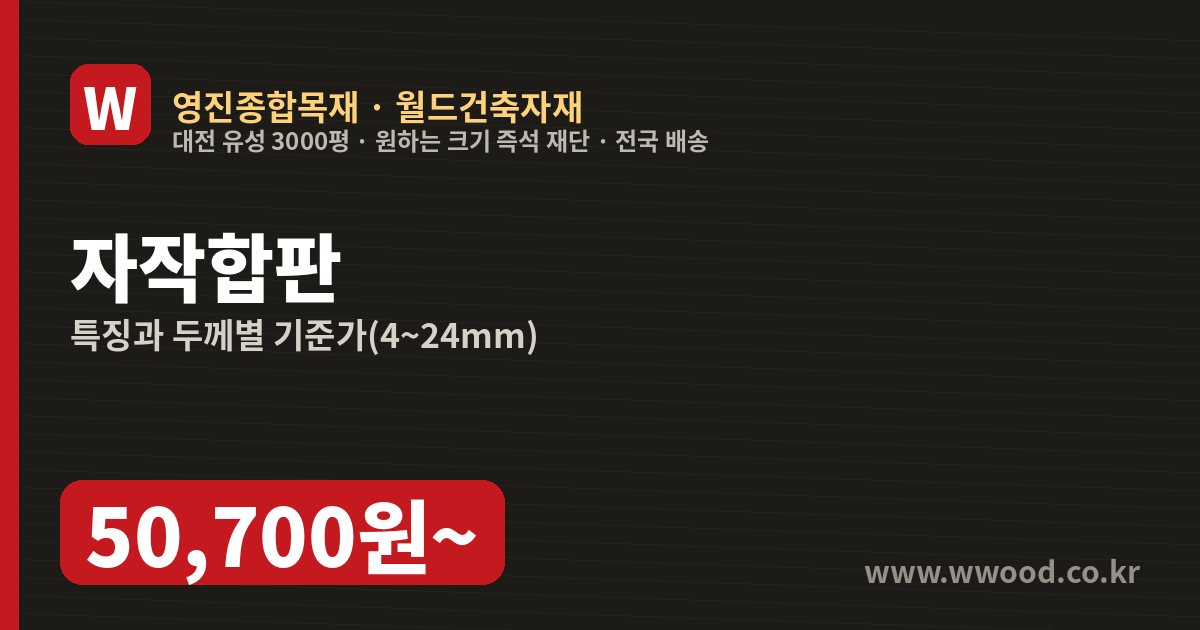 W
영진종합목재 · 월드건축자재
대전 유성 3000평 · 원하는 크기 즉석 재단 · 전국 배송
자작합판
특징과 두께별 기준가(4~24mm)
50,700원~
www.wwood.co.kr